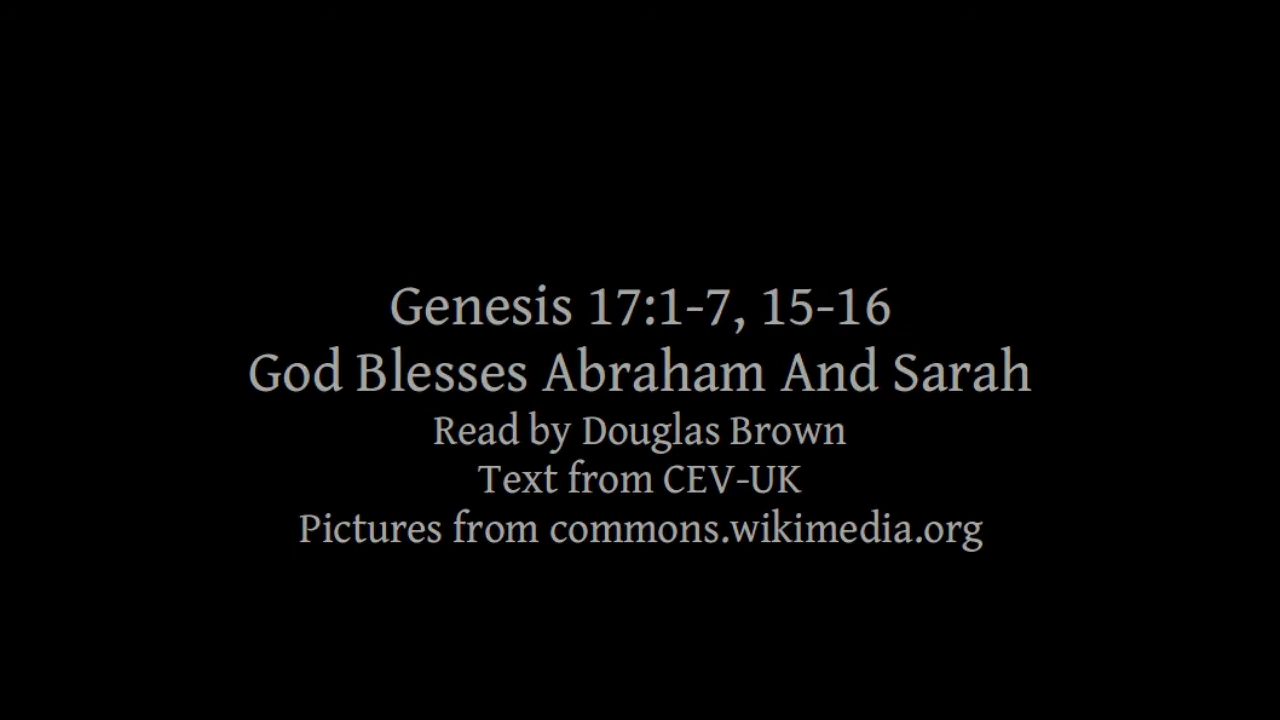 Genesis 17:1-7, 15-16
God Blesses Abraham And Sarah
Read by Douglas Brown
Text from CEV-UK
Pictures from commons.wikimedia.org